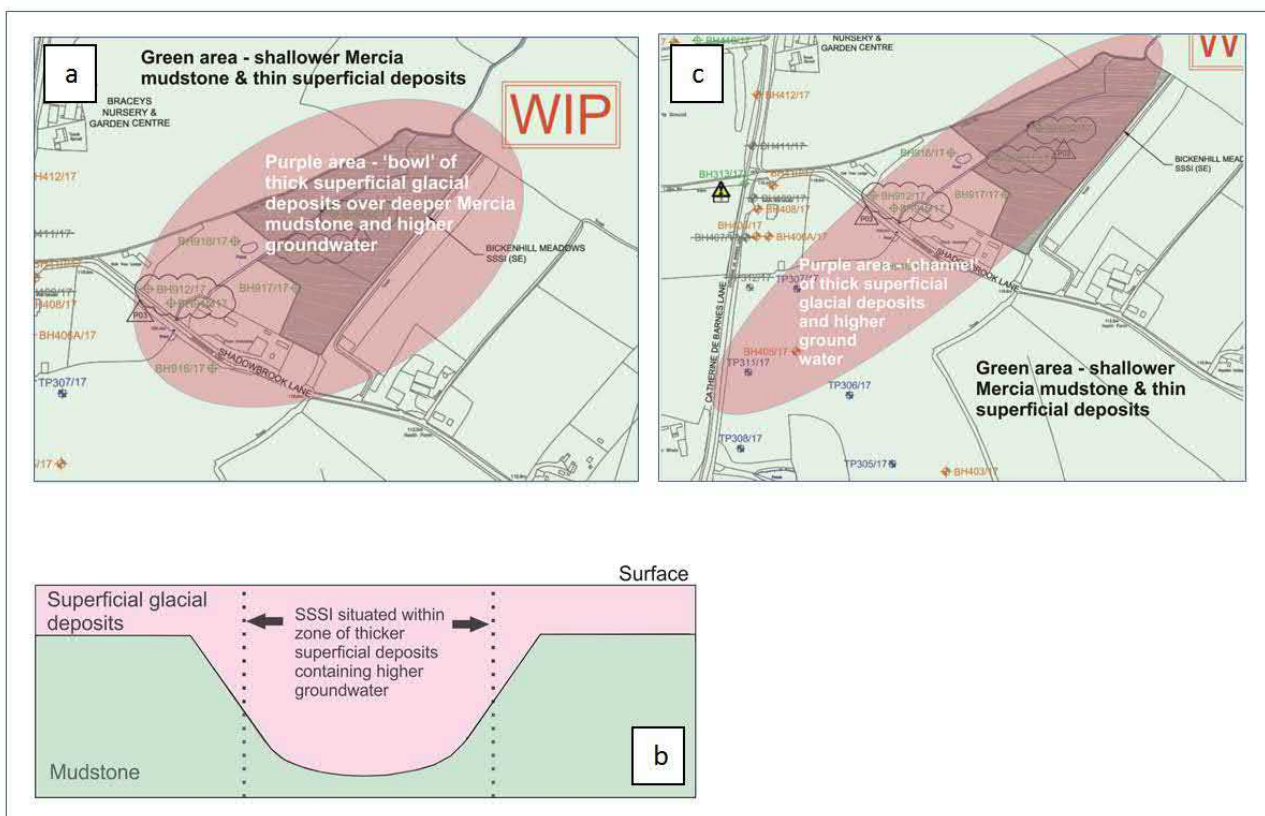 a
Green area - shallower Mercia
mudstone & thin superficial deposits
WIP
BRACEYS
NURSERY &
GARDEN CENTRE
Purple area - 'bowl' of
thick superficial glacial
deposits over deeper Mercia
mudstone and higher
groundwater
BH412/17
BH918/17
BICKENHILL MEADOWS
SSSI (SE)
BH912/17
BH917/17
P03
BH406A/17
BH916/17
SHADOWBROOK LANE
TP307/17
c
NURSERY &
GARDEN CENTRE
BH412/17
BH411/17
BH918/17
BICKENHILL MEA
SSSI (SE)
BH313/17
P03
BH912/17
BH917/17
BH408/17
BH407/17
BH406A/17
SHADOWBROOK LANE
TP307/17
Purple area - 'channel'
of thick superficial
glacial deposits
and higher
ground
water
CATHERINE DE BARNES LANE
BH405/17
TP311/17
TP306/17
Green area - shallower
Mercia mudstone & thin
superficial deposits
TP308/17
TP305/17
BH403/17
Surface
Superficial glacial
deposits
SSSI situated within
zone of thicker
superficial deposits
containing higher
groundwater
Mudstone
b